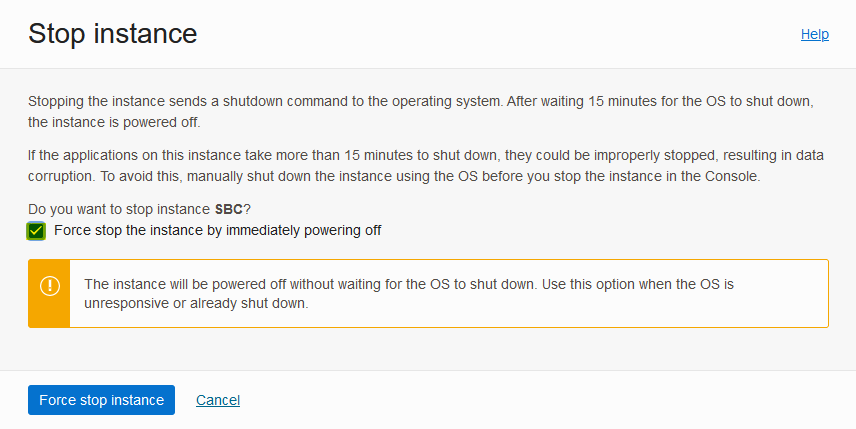 Stop instance
Help
Stopping the instance sends a shutdown command to the operating system. After waiting 15 minutes for the OS to shut down,
the instance is powered off.
If the applications on this instance take more than 15 minutes to shut down, they could be improperly stopped, resulting in data
corruption. To avoid this, manually shut down the instance using the OS before you stop the instance in the Console.
Do you want to stop instance SBC?
Force stop the instance by immediately powering off
The instance will be powered off without waiting for the OS to shut down. Use this option when the OS is
unresponsive or already shut down.
Force stop instance
Cancel